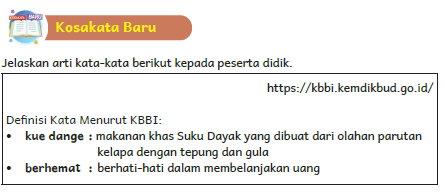 Kosakata Baru
Jelaskan arti kata-kata berikut kepada peserta didik.
https://kbbi.kemdikbud.go.id/
Definisi Kata Menurut KBBI:
• kue dange : makanan khas Suku Dayak yang dibuat dari olahan parutan
kelapa dengan tepung dan gula
• berhemat : berhati-hati dalam membelanjakan uang